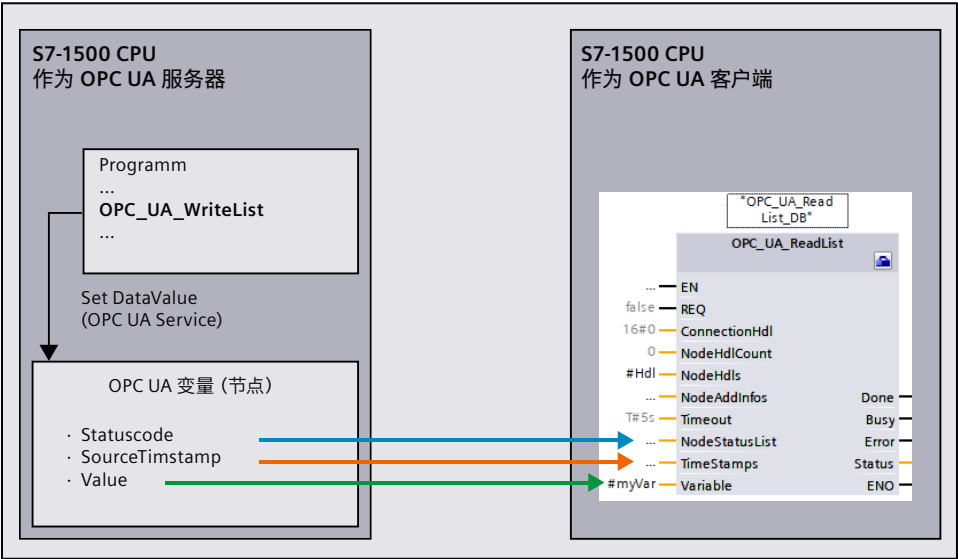 S7-1500 CPU
作为 OPC UA 服务器
Programm
...
OPC_UA_WriteList
...
Set DataValue
(OPC UA Service)
OPC UA 变量（节点）
· Statuscode
· SourceTimstamp
· Value
S7-1500 CPU
作为 OPC UA 客户端
"OPC_UA_Read
List_DB"
OPC_UA_ReadList
... EN
false REQ
16#0 ConnectionHdl
0 NodeHdlCount
#Hdl NodeHdls
... NodeAddInfos Done
T#5s Timeout Busy
... NodeStatusList Error
... TimeStamps Status
#myVar Variable ENO